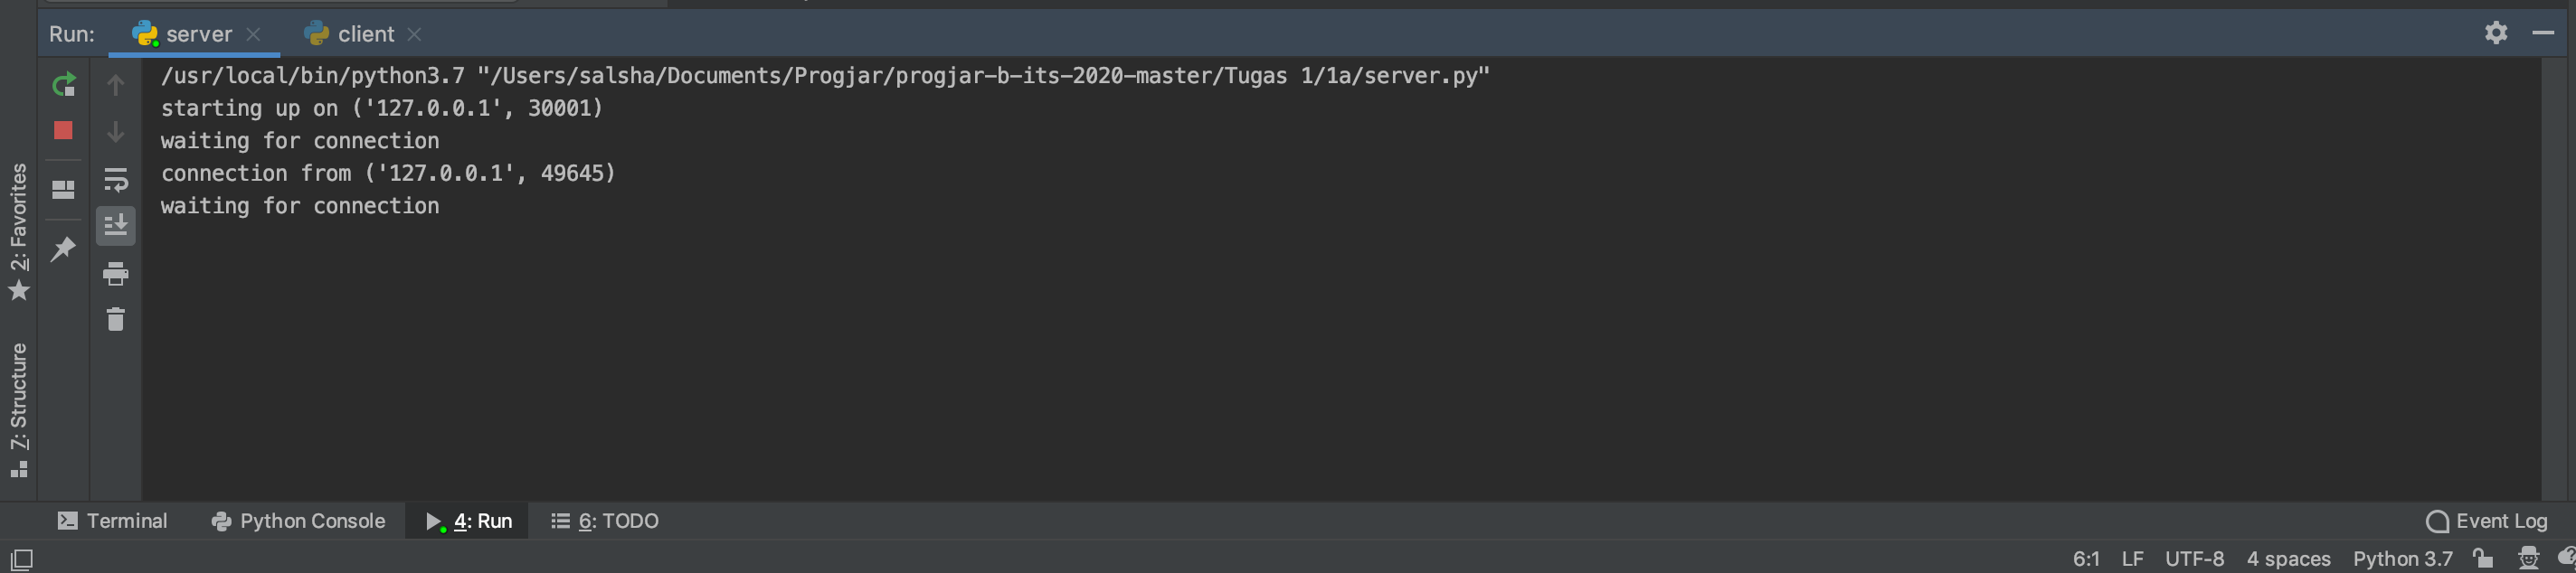 Run: server client
/usr/local/bin/python3.7 "/Users/salsha/Documents/Progjar/progjar-b-its-2020-master/Tugas 1/1a/server.py"
starting up on ('127.0.0.1', 30001)
waiting for connection
connection from ('127.0.0.1', 49645)
waiting for connection
2: Favorites
7: Structure
Terminal Python Console 4: Run 6: TODO Event Log
6:1 LF UTF-8 4 spaces Python 3.7